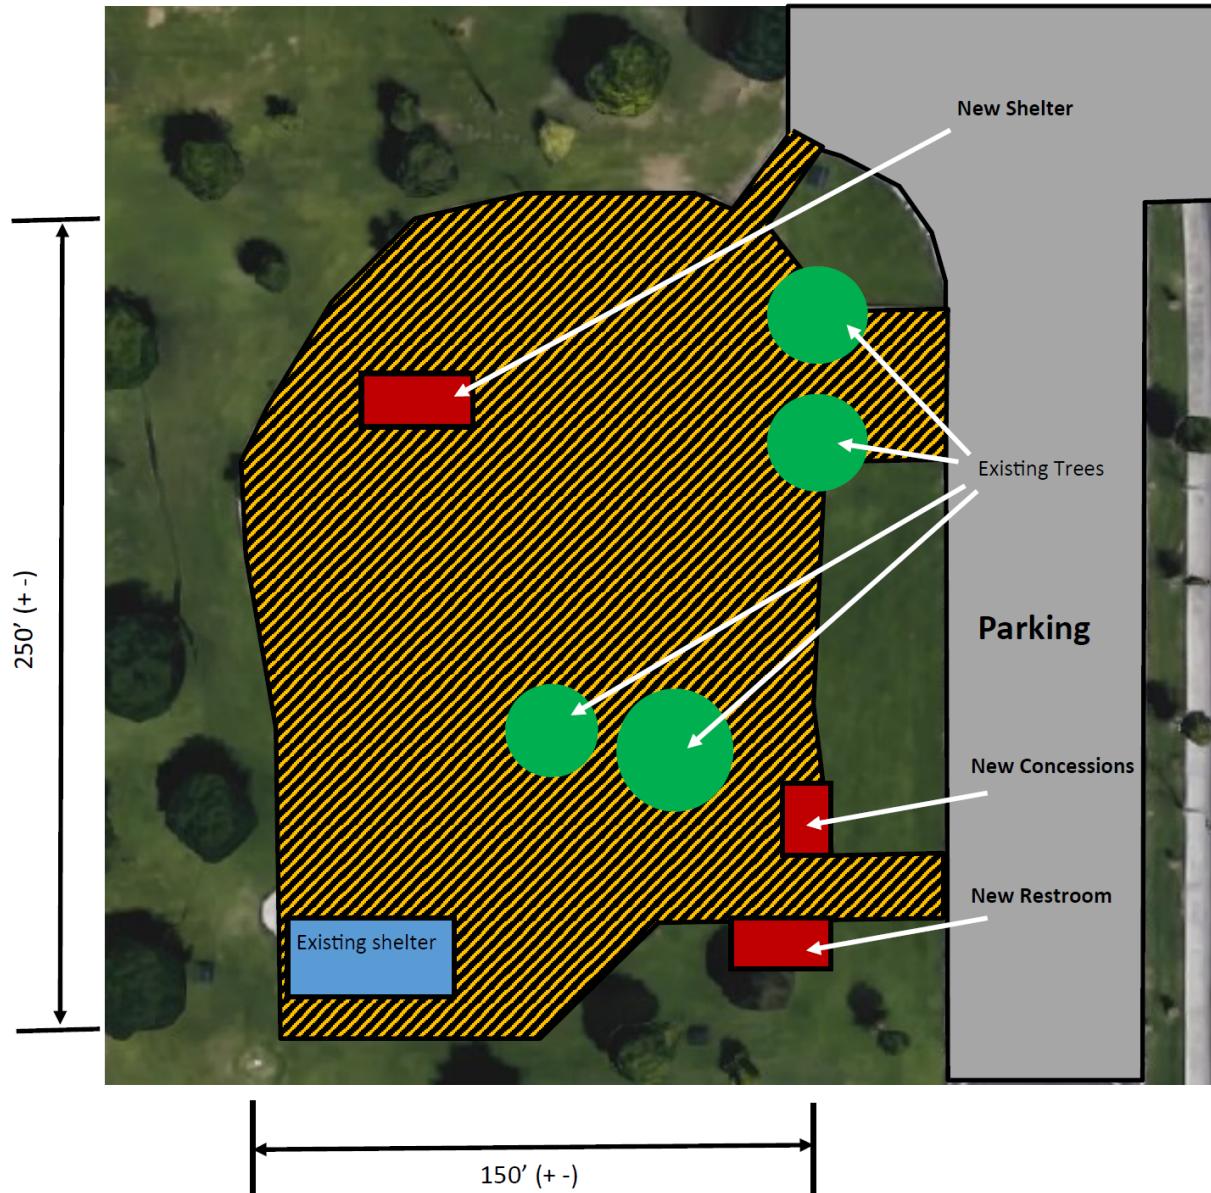 New Shelter
Existing Trees
250' (+ -)
Parking
New Concessions
New Restroom
Existing shelter
150' (+ -)